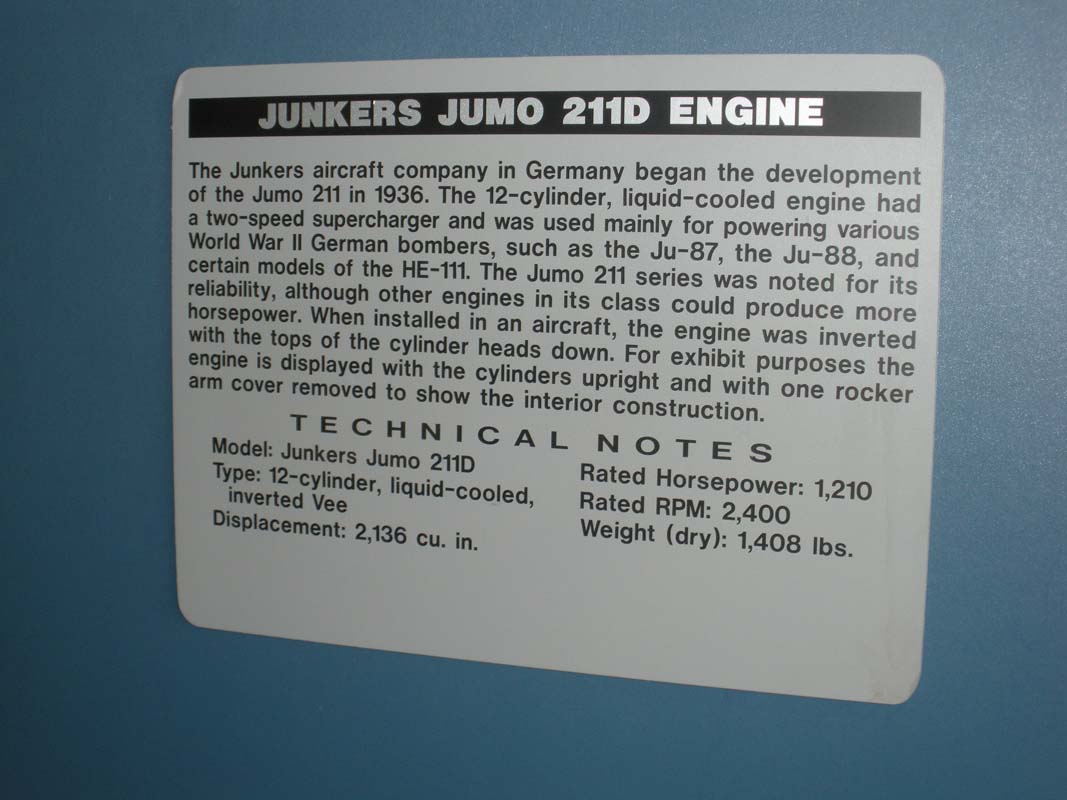 JUNKERS JUMO 211D ENGINE
The Junkers aircraft company in Germany began the development
of the Jumo 211 in 1936. The 12-cylinder, liquid-cooled engine had
a two-speed supercharger and was used mainly for powering various
World War II German bombers, such as the Ju-87, the Ju-88, and
certain models of the HE-111. The Jumo 211 series was noted for its
reliability, although other engines in its class could produce more
horsepower. When installed in an aircraft, the engine was inverted
with the tops of the cylinder heads down. For exhibit purposes the
engine is displayed with the cylinders upright and with one rocker
arm cover removed to show the interior construction.
TECHNICAL NOTES
Model: Junkers Jumo 211D
Type: 12-cylinder, liquid-cooled,
inverted Vee
Displacement: 2,136 cu. in.
Rated Horsepower: 1,210
Rated RPM: 2,400
Weight (dry): 1,408 lbs.